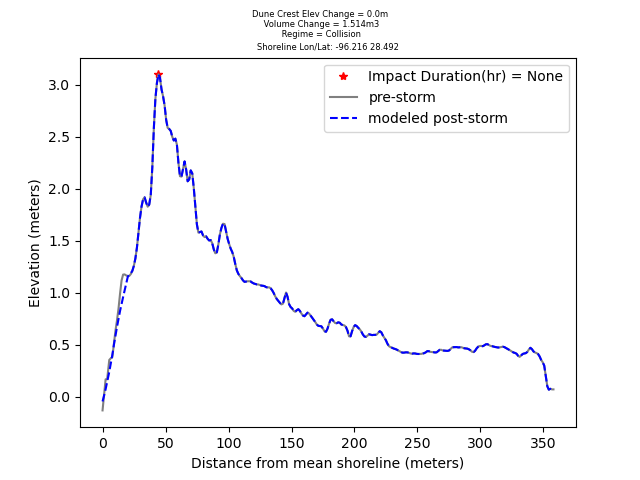 Dune Crest Elev Change = 0.0m
Volume Change = 1.514m3
Regime = Collision
Shoreline Lon/Lat: -96.216 28.492
Impact Duration(hr) = None
pre-storm
modeled post-storm
Elevation (meters)
3.0
2.5
2.0
1.5
1.0
0.5
0.0
0 50 100 150 200 250 300 350
Distance from mean shoreline (meters)